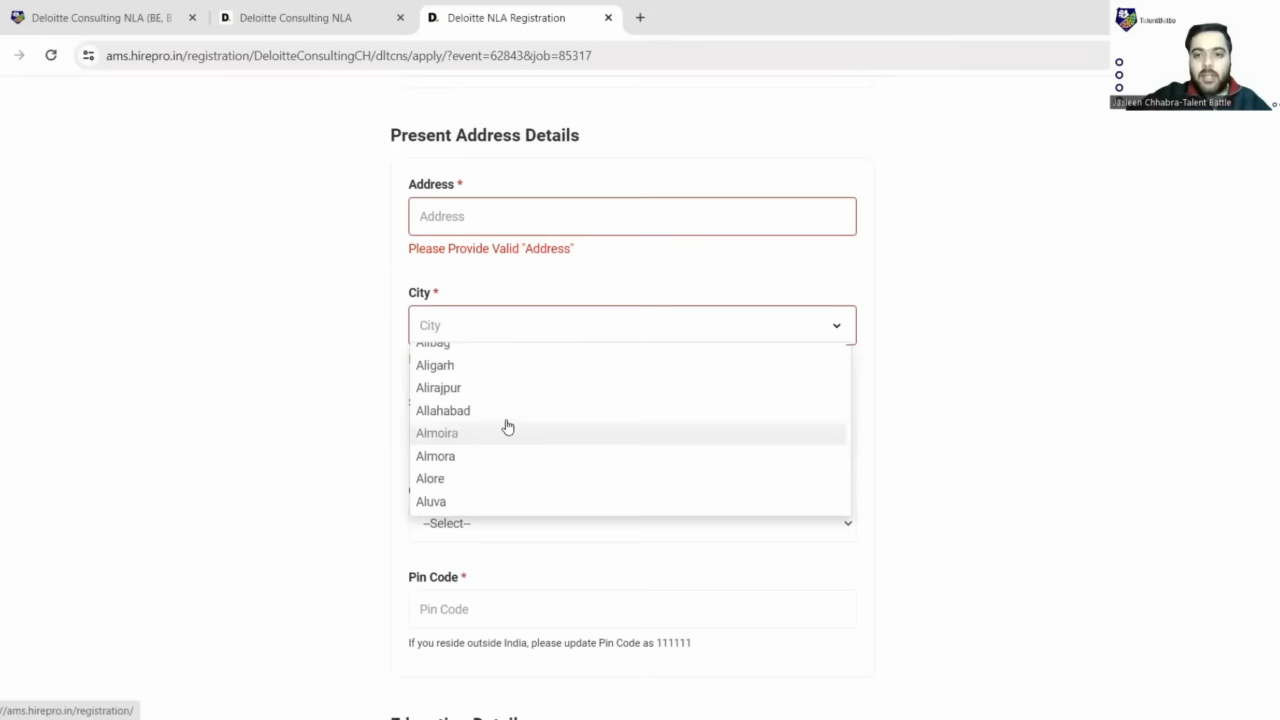 Deloitte Consulting NLA (BE, B
Deloitte Consulting NLA
Deloitte NLA Registration
ams.hirepro.in/registration/DeloitteConsultingCH/dltcns/apply/?event=62843&job=85317
TalentBattle
Jasleen Chhabra-Talent Battle
Present Address Details
Address *
Address
Please Provide Valid "Address"
City *
City
Alibag
Aligarh
Alirajpur
Allahabad
Almoira
Almora
Alore
Aluva
--Select--
Pin Code *
Pin Code
If you reside outside India, please update Pin Code as 111111
//ams.hirepro.in/registration/